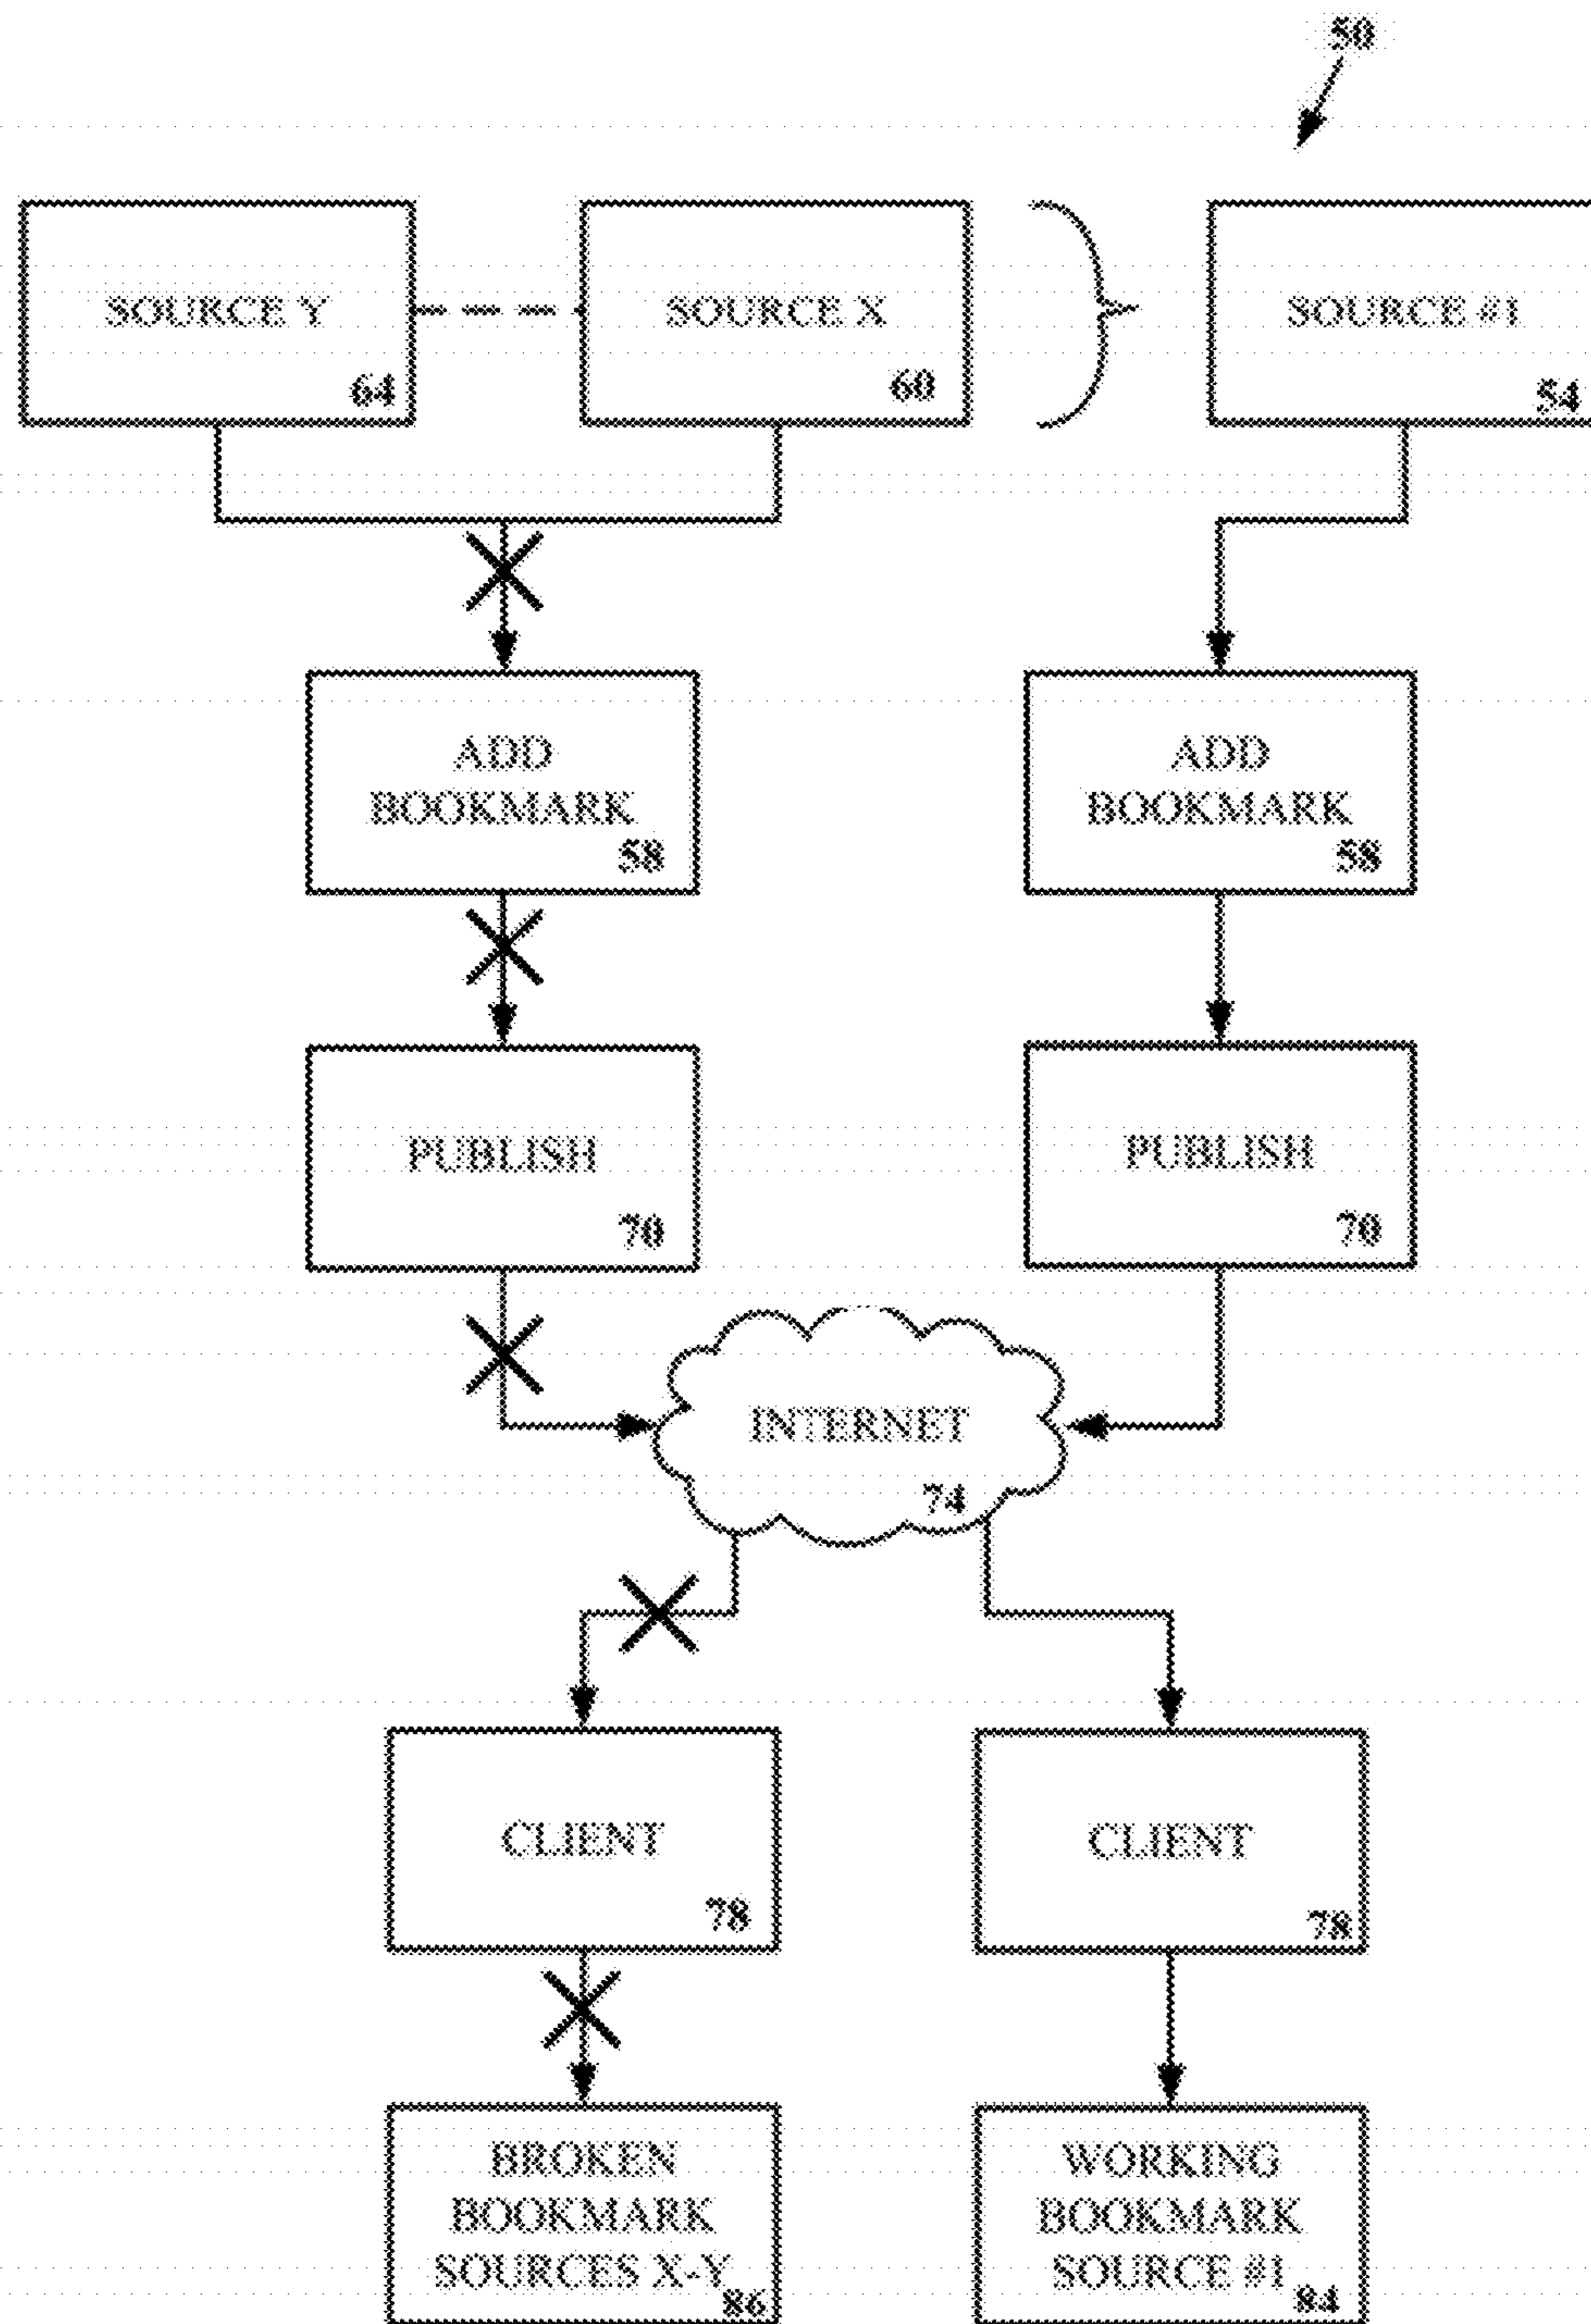 50
SOURCE Y
64
SOURCE X
60
SOURCE #1
54
ADD
BOOKMARK
58
ADD
BOOKMARK
58
PUBLISH
70
PUBLISH
70
INTERNET
74
CLIENT
78
CLIENT
78
BROKEN
BOOKMARK
SOURCES X-Y
86
WORKING
BOOKMARK
SOURCE #1
84